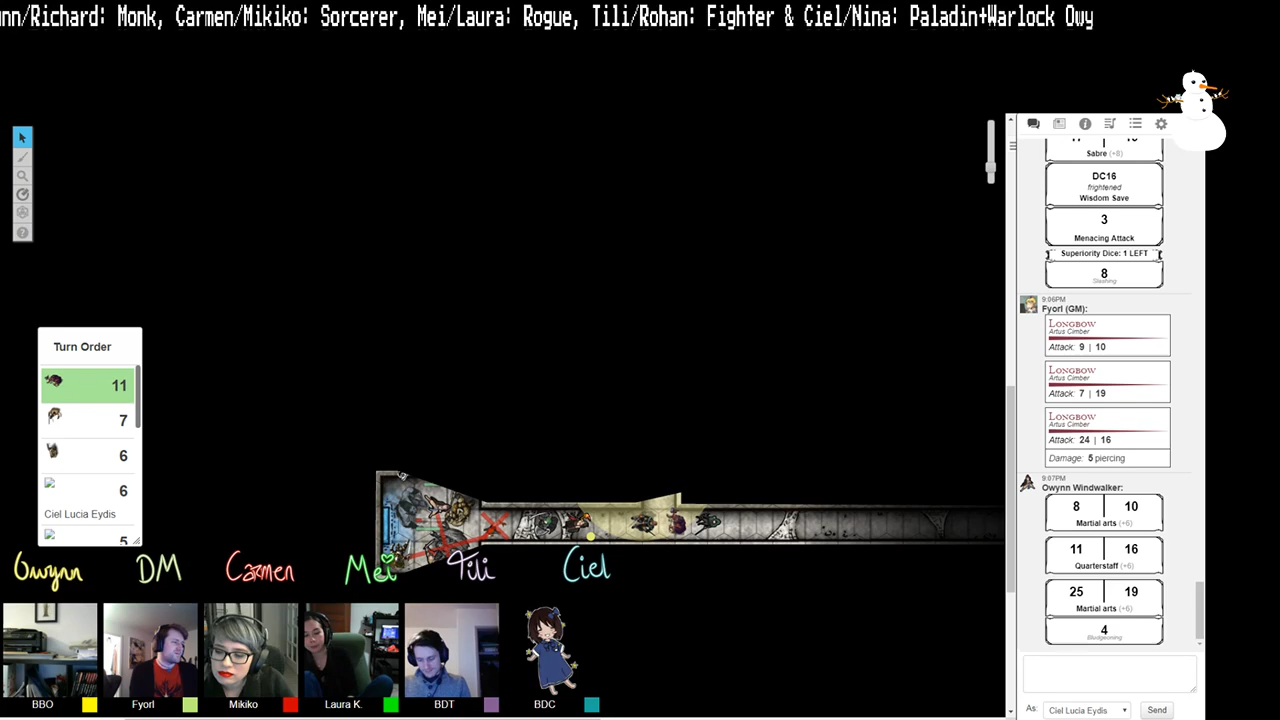 nn/Richard: Monk, Carmen/Mikiko: Sorcerer, Mei/Laura: Rogue, Tili/Rohan: Fighter & Ciel/Nina: Paladin+Warlock Owy
Turn Order
11
7
6
6
Ciel Lucia Eydis
5
Sabre (+8)
DC16
frightened
Wisdom Save
3
Menacing Attack
Superiority Dice: 1 LEFT
8
Slashing
9:06PM
Fyorl (GM):
Longbow
Artus Cimber
Attack: 9 | 10
Longbow
Artus Cimber
Attack: 7 | 19
Longbow
Artus Cimber
Attack: 24 | 16
Damage: 5 piercing
9:07PM
Owynn Windwalker:
8 | 10
Martial arts (+6)
11 | 16
Quarterstaff (+6)
25 | 19
Martial arts (+6)
4
Bludgeoning
As: Ciel Lucia Eydis Send
Owynn DM Carmen Mei Tili Ciel
BBO Fyorl Mikiko Laura K. BDT BDC